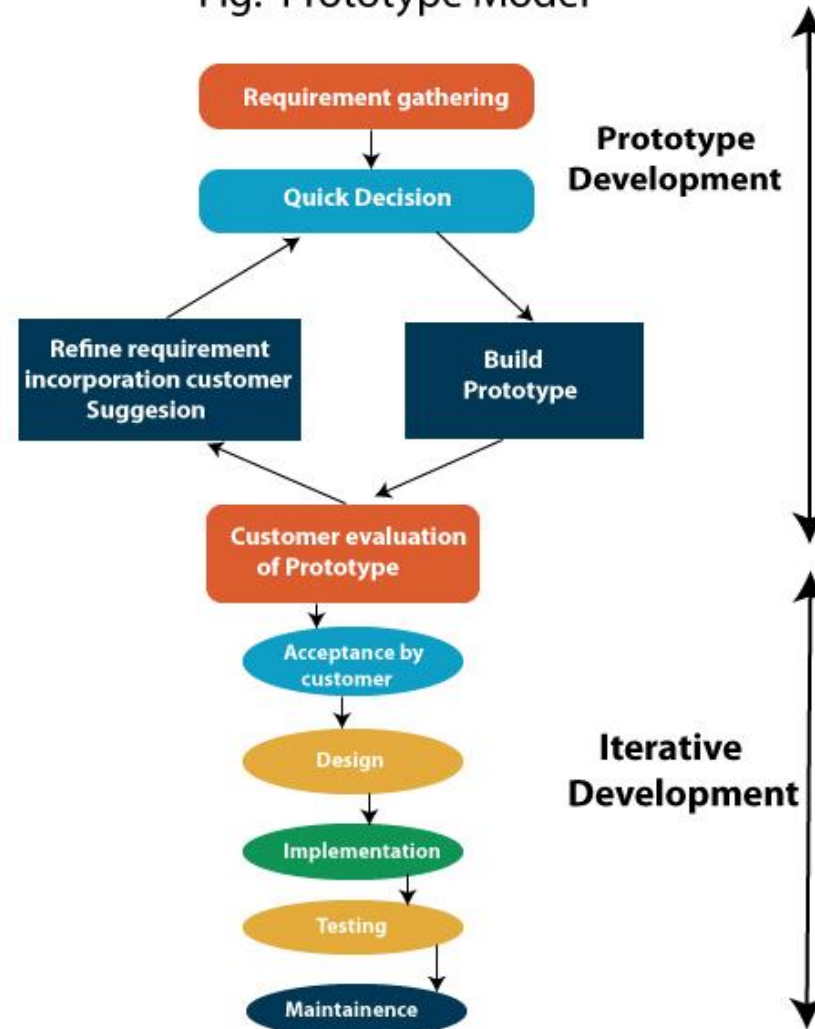 Fig: Prototype Model
Requirement gathering
Prototype
Development
Quick Decision
Refine requirement
incorporation customer
Suggesion
Build
Prototype
Customer evaluation
of Prototype
Acceptance by
customer
Design
Iterative
Development
Implementation
Testing
Maintainence